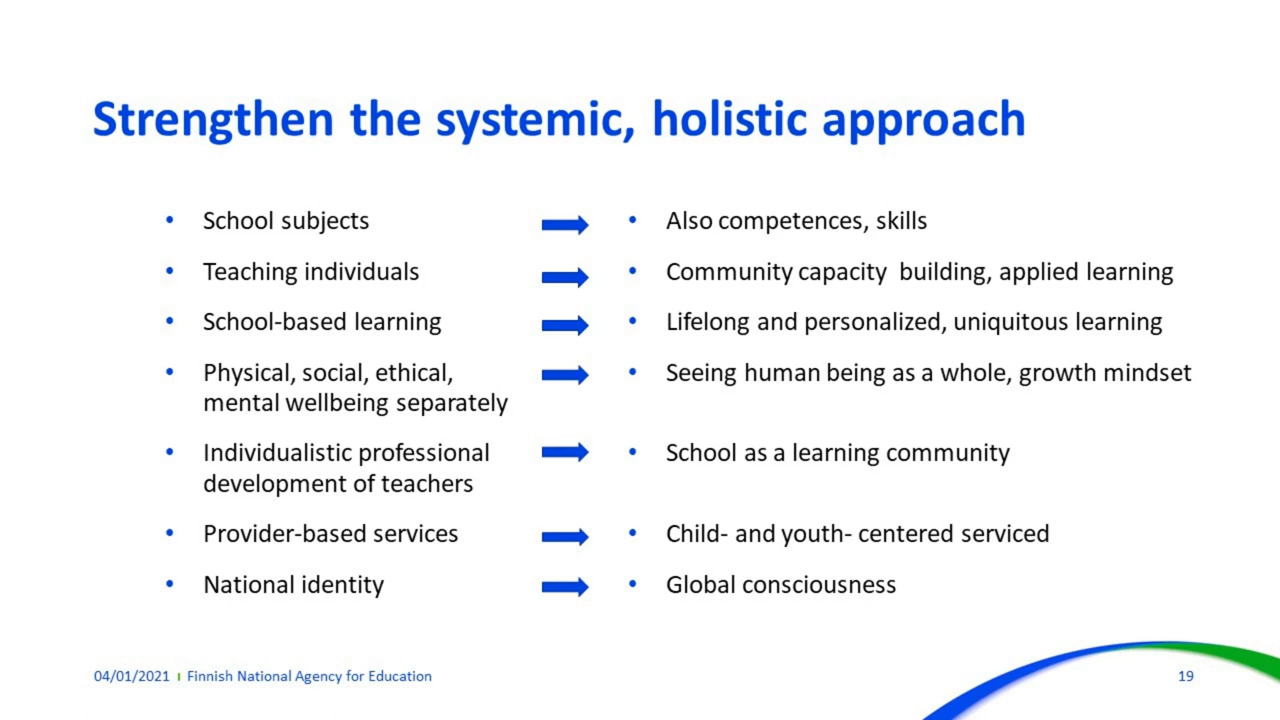 Strengthen the systemic, holistic approach
• School subjects
• Also competences, skills
• Teaching individuals
• Community capacity  building, applied learning
• School-based learning
• Lifelong and personalized, uniquitous learning
• Physical, social, ethical,
mental wellbeing separately
• Seeing human being as a whole, growth mindset
• Individualistic professional
development of teachers
• School as a learning community
• Provider-based services
• Child- and youth- centered serviced
• National identity
• Global consciousness
04/01/2021 ı Finnish National Agency for Education
19